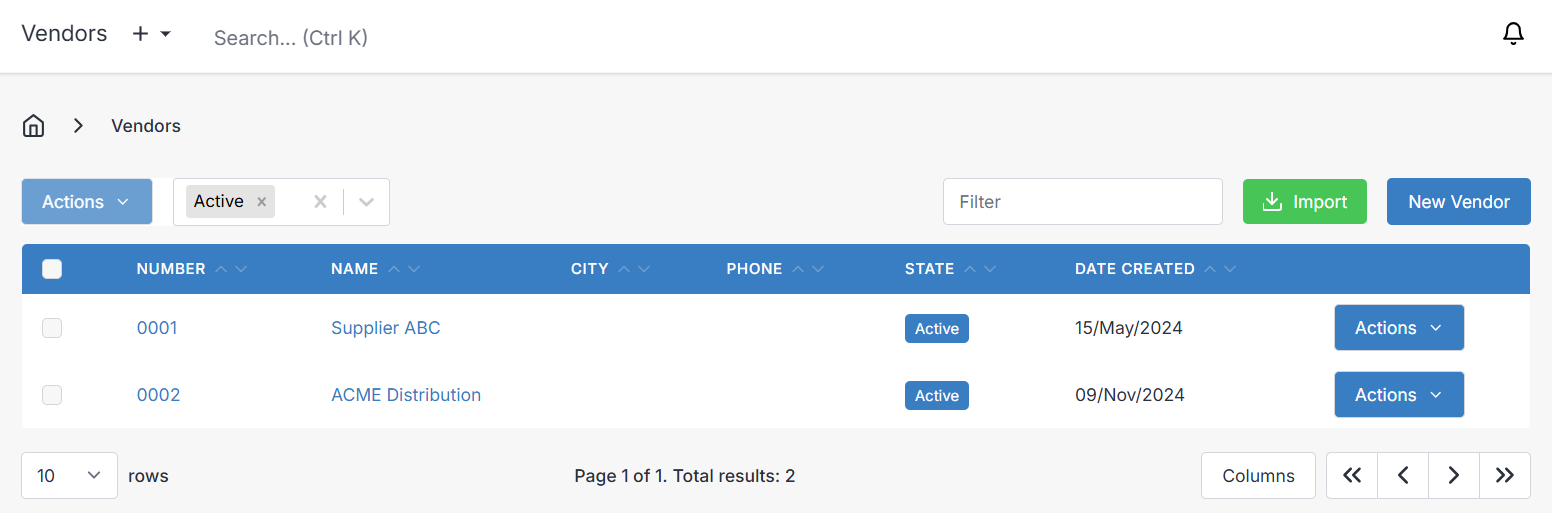 Vendors Search... (Ctrl K)
Vendors
Actions Active Filter Import New Vendor
NUMBER NAME CITY PHONE STATE DATE CREATED
0001 Supplier ABC Active 15/May/2024 Actions
0002 ACME Distribution Active 09/Nov/2024 Actions
10 rows Page 1 of 1. Total results: 2 Columns